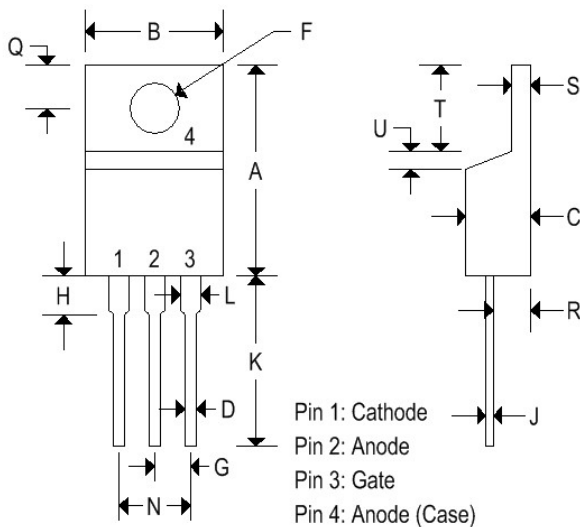 B
F
Q
S
T
4
U
A
C
1 2 3
H
L
R
K
D
J
G
N
Pin 1: Cathode
Pin 2: Anode
Pin 3: Gate
Pin 4: Anode (Case)